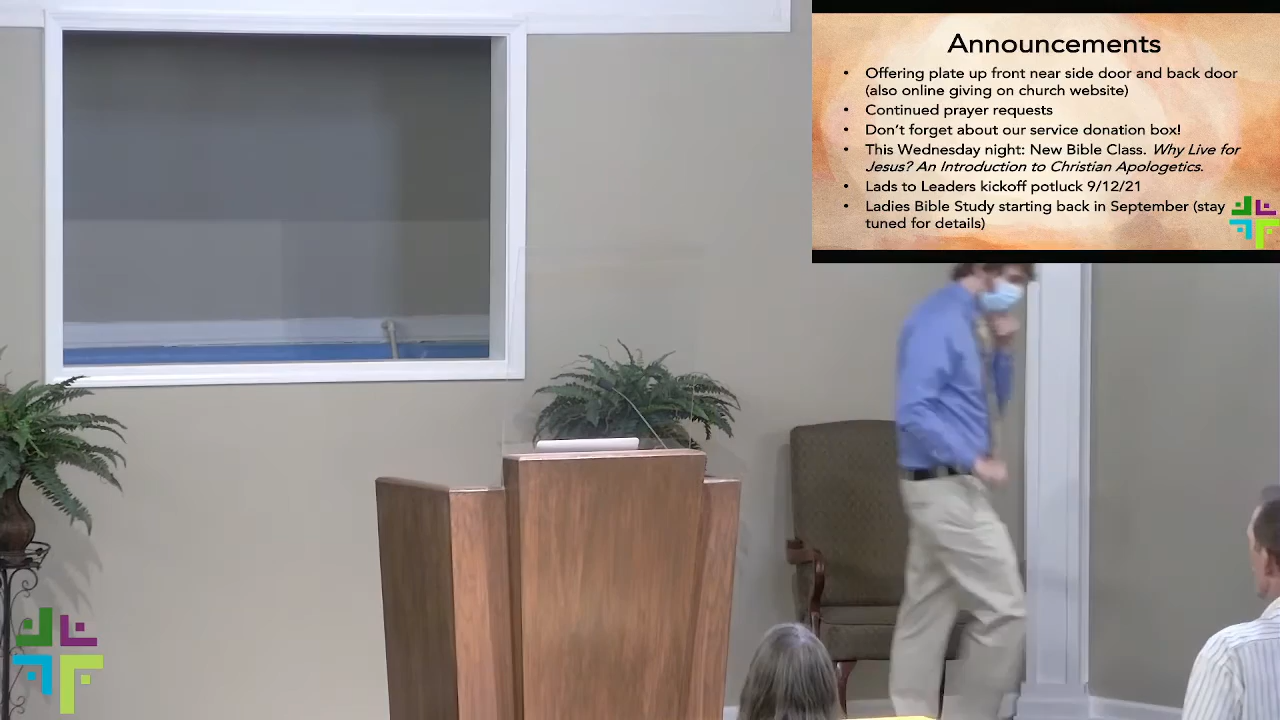 Announcements
• Offering plate up front near side door and back door
(also online giving on church website)
• Continued prayer requests
• Don't forget about our service donation box!
• This Wednesday night: New Bible Class. Why Live for
Jesus? An Introduction to Christian Apologetics.
• Lads to Leaders kickoff potluck 9/12/21
• Ladies Bible Study starting back in September (stay
tuned for details)